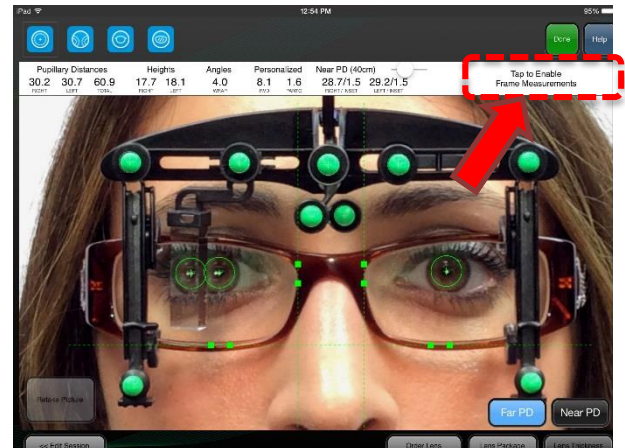 iPad
12:54 PM
95%
Done
Help
Pupillary Distances
Heights
Angles
Personalized
Near PD (40cm)
30.2 30.7 60.9
17.7 18.1
4.0
8.1 1.6
28.7/1.5 29.2/1.5
RIGHT LEFT TOTAL
RIGHT LEFT
WRAP
RIGHT / INSET LEFT / INSET
Tap to Enable
Frame Measurements
Retake Picture
Far PD
Near PD
<< Edit Session
Order Lens
Lens Package
Lens Thickness